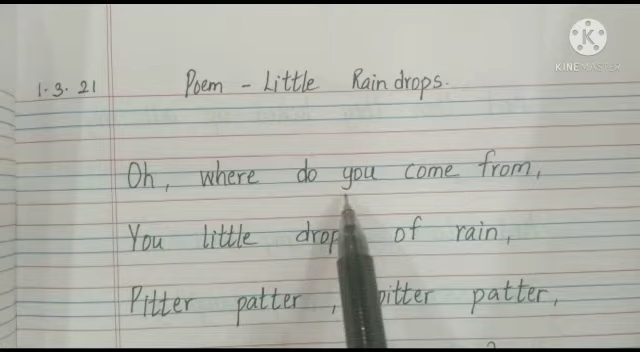 KINEMASTER
1.3.21 Poem - Little Rain drops.
Oh, where do you come from,
You little drop of rain,
Pitter patter, pitter patter,